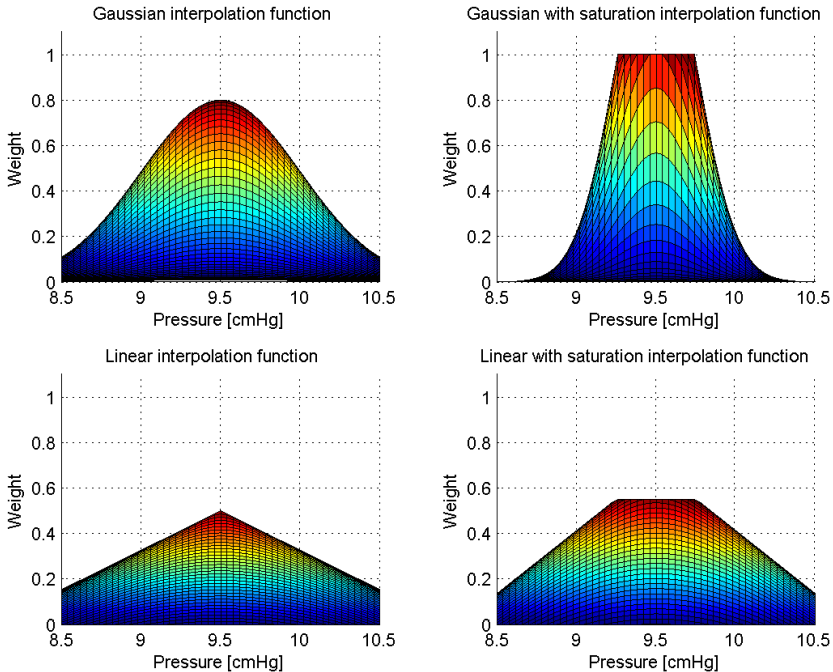 Gaussian interpolation function
1
0.8
0.6
0.4
0.2
0
Weight
8.5 9 9.5 10 10.5
Pressure [cmHg]
Gaussian with saturation interpolation function
1
0.8
0.6
0.4
0.2
0
Weight
8.5 9 9.5 10 10.5
Pressure [cmHg]
Linear interpolation function
1
0.8
0.6
0.4
0.2
0
Weight
8.5 9 9.5 10 10.5
Pressure [cmHg]
Linear with saturation interpolation function
1
0.8
0.6
0.4
0.2
0
Weight
8.5 9 9.5 10 10.5
Pressure [cmHg]